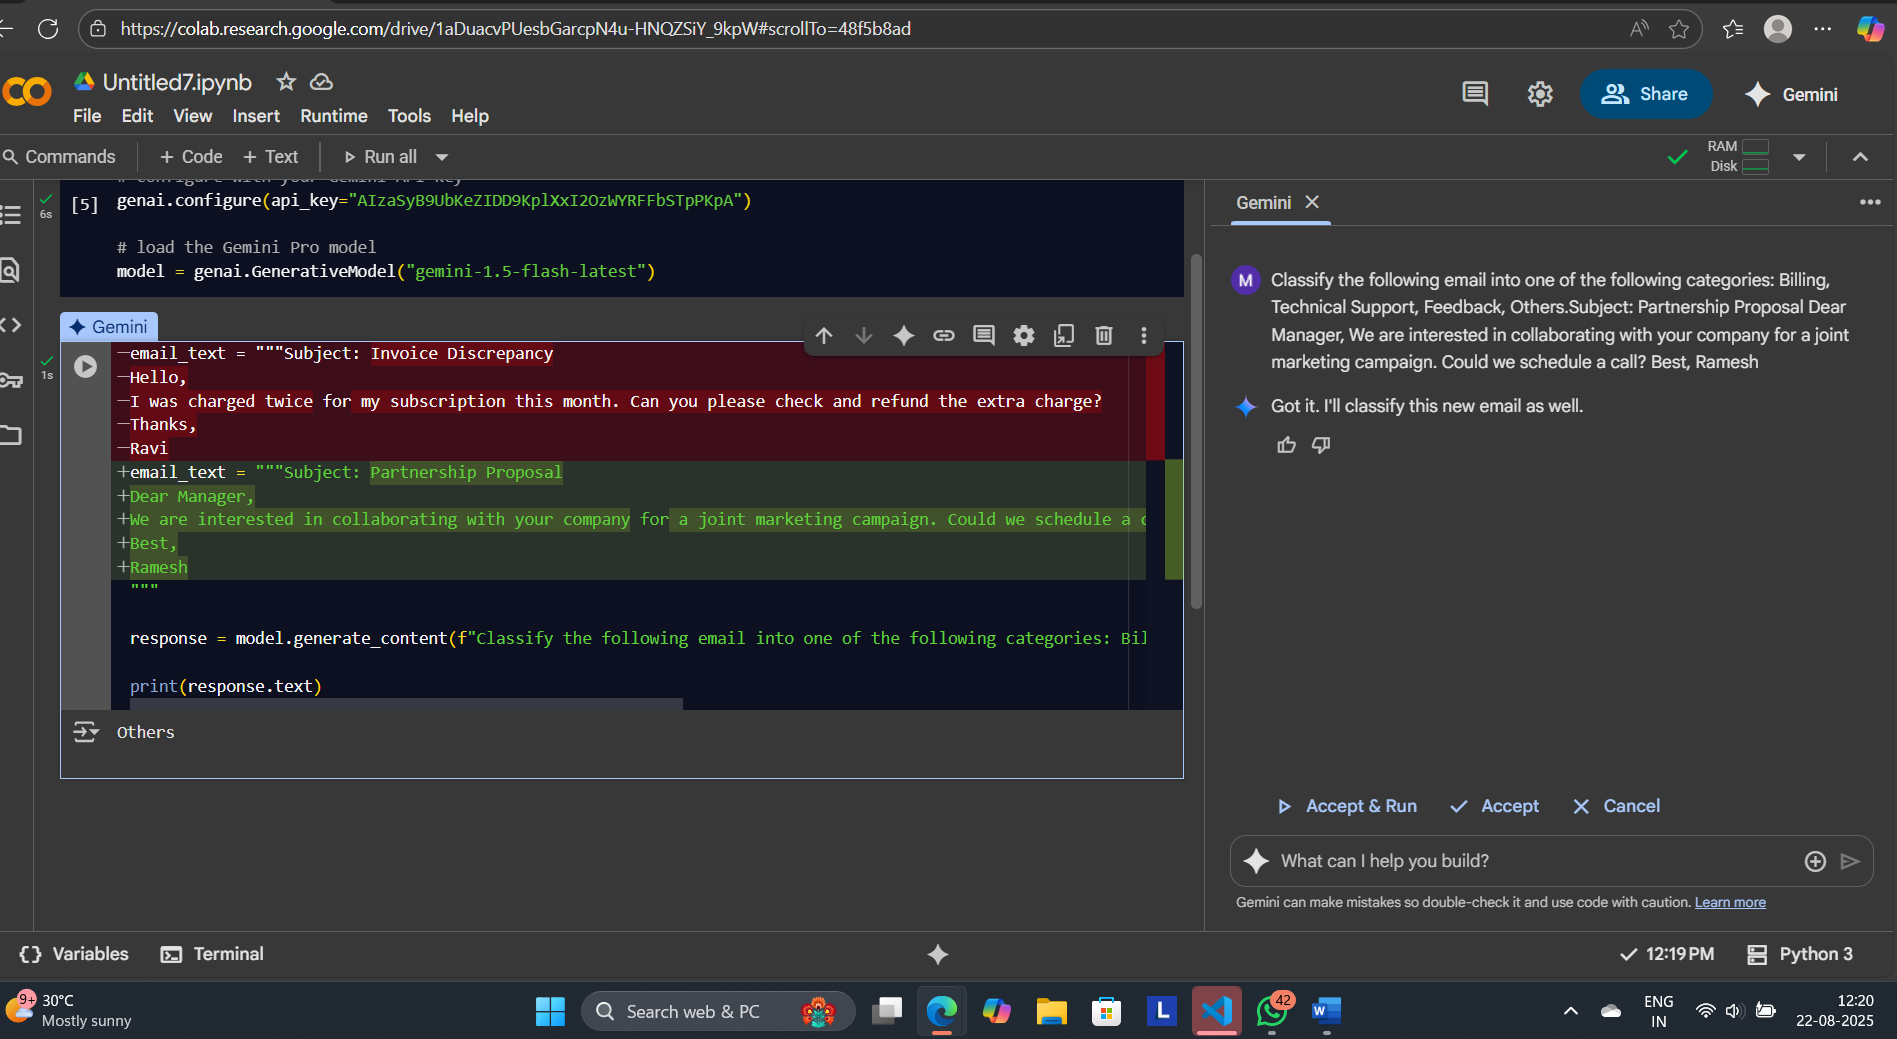 https://colab.research.google.com/drive/1aDuacvPUesbGarcpN4u-HNQZSiY_9kpW#scrollTo=48f5b8ad
Untitled7.ipynb
File Edit View Insert Runtime Tools Help
Share
Gemini
Commands + Code + Text Run all
RAM
Disk
# Configure with your Gemini API key
6s
[5]
genai.configure(api_key="AIzaSyB9UbKeZIDD9KplXxI2OzWYRFFbSTpPKpA")
# load the Gemini Pro model
model = genai.GenerativeModel("gemini-1.5-flash-latest")
Gemini
1s
—email_text = """Subject: Invoice Discrepancy
—Hello,
—I was charged twice for my subscription this month. Can you please check and refund the extra charge?
—Thanks,
—Ravi
+email_text = """Subject: Partnership Proposal
+Dear Manager,
+We are interested in collaborating with your company for a joint marketing campaign. Could we schedule a c
+Best,
+Ramesh
"""
response = model.generate_content(f"Classify the following email into one of the following categories: Bil
print(response.text)
Others
Gemini
M
Classify the following email into one of the following categories: Billing,
Technical Support, Feedback, Others.Subject: Partnership Proposal Dear
Manager, We are interested in collaborating with your company for a joint
marketing campaign. Could we schedule a call? Best, Ramesh
Got it. I'll classify this new email as well.
Accept & Run Accept Cancel
What can I help you build?
Gemini can make mistakes so double-check it and use code with caution. Learn more
Variables Terminal
12:19 PM Python 3
9+
30°C
Mostly sunny
Search web & PC
L
42
W
ENG
IN
12:20
22-08-2025